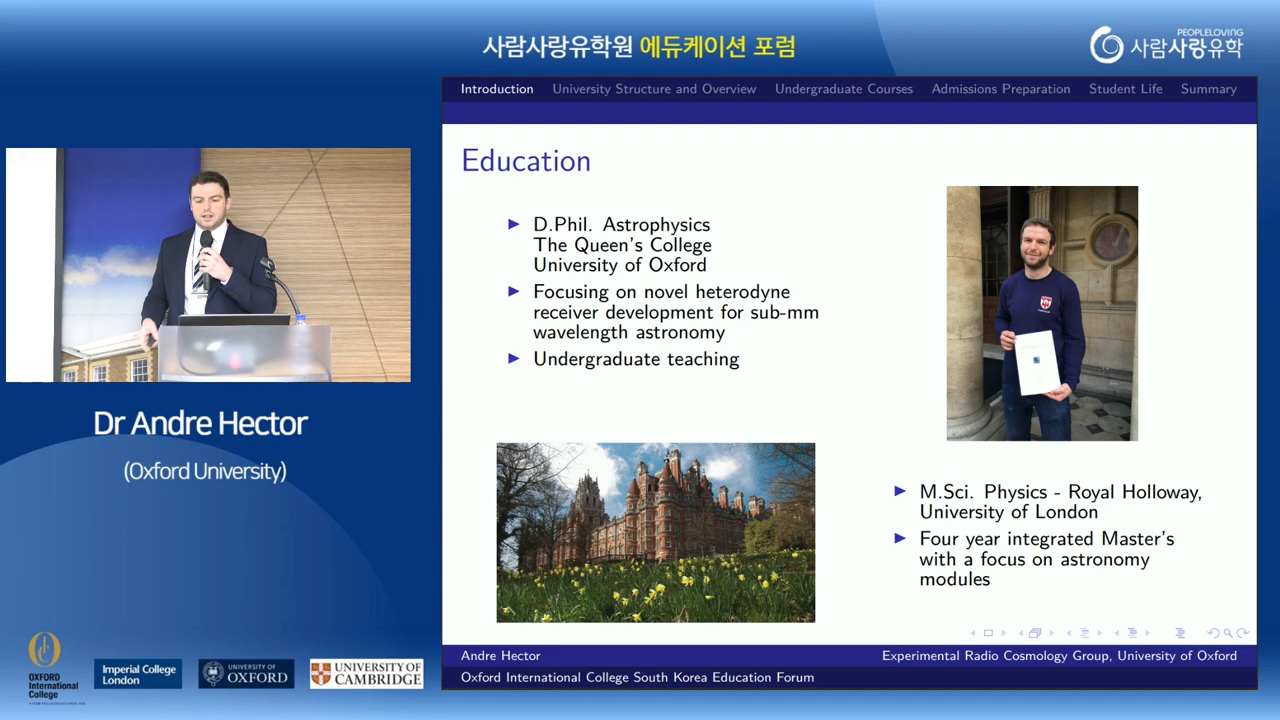 사람사랑유학원 에듀케이션 포럼
PEOPLELOVING
사람사랑유학
Introduction University Structure and Overview Undergraduate Courses Admissions Preparation Student Life Summary
Education
D.Phil. Astrophysics
The Queen's College
University of Oxford
Focusing on novel heterodyne
receiver development for sub-mm
wavelength astronomy
Undergraduate teaching
M.Sci. Physics - Royal Holloway,
University of London
Four year integrated Master's
with a focus on astronomy
modules
Andre Hector
Experimental Radio Cosmology Group, University of Oxford
Oxford International College South Korea Education Forum
Dr Andre Hector
(Oxford University)
OXFORD
International
College
Imperial College
London
UNIVERSITY OF
OXFORD
UNIVERSITY OF
CAMBRIDGE